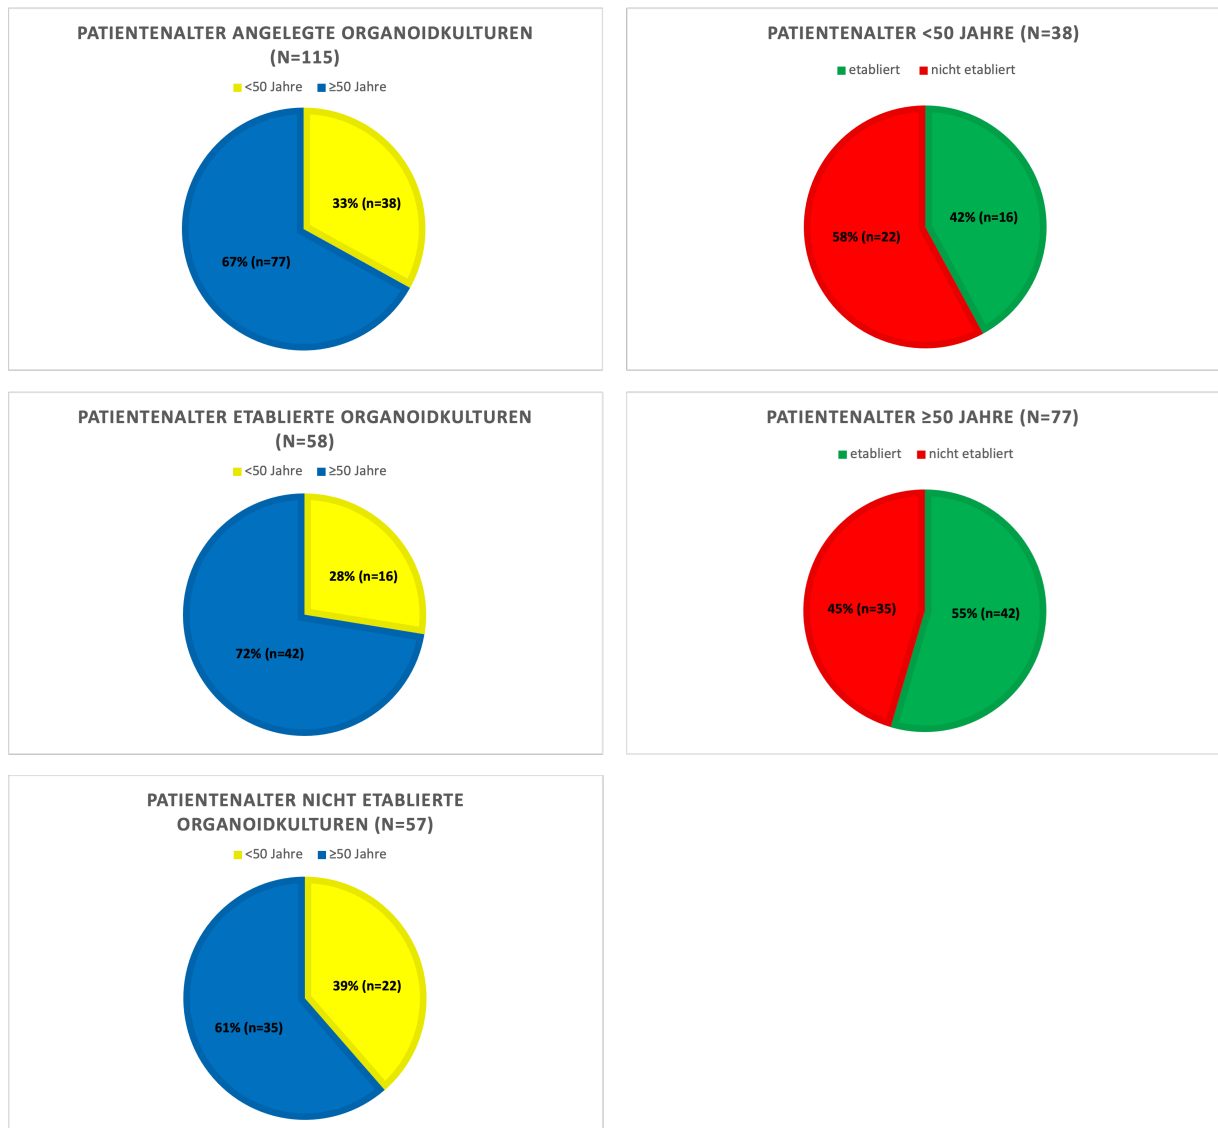 PATIENTENALTER ANGELEGTE ORGANOIDKULTUREN
(N=115)
<50 Jahre ≥50 Jahre
33% (n=38)
67% (n=77)
PATIENTENALTER <50 JAHRE (N=38)
etabliert nicht etabliert
42% (n=16)
58% (n=22)
PATIENTENALTER ETABLIERTE ORGANOIDKULTUREN
(N=58)
<50 Jahre ≥50 Jahre
28% (n=16)
72% (n=42)
PATIENTENALTER ≥50 JAHRE (N=77)
etabliert nicht etabliert
45% (n=35)
55% (n=42)
PATIENTENALTER NICHT ETABLIERTE
ORGANOIDKULTUREN (N=57)
<50 Jahre ≥50 Jahre
39% (n=22)
61% (n=35)